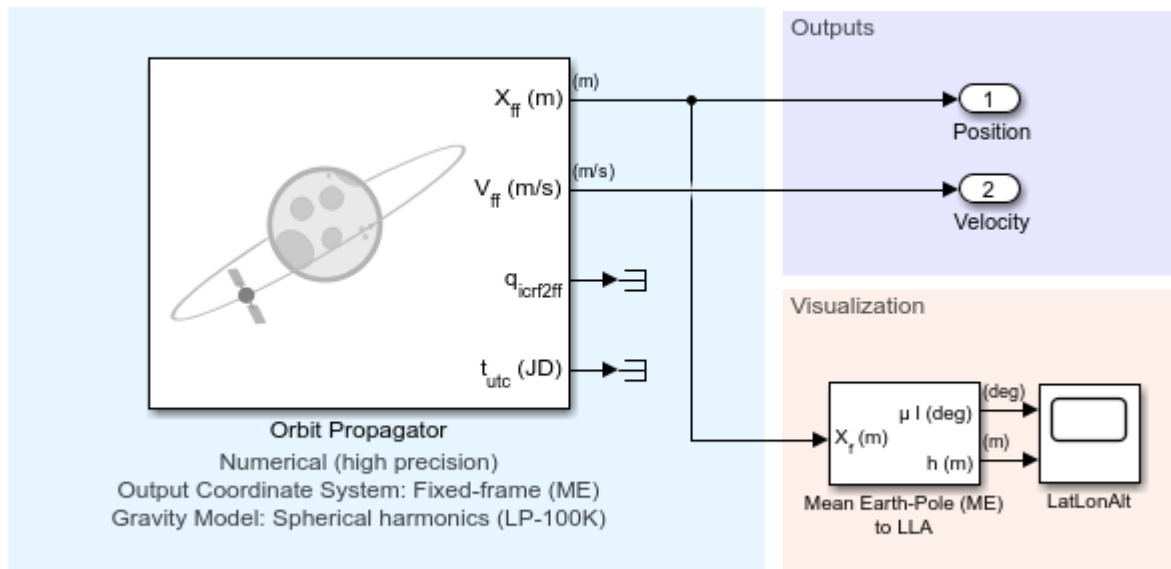 Outputs
X_ff (m)
(m)
1
Position
V_ff (m/s)
(m/s)
2
Velocity
q_icrf2ff
t_utc (JD)
Orbit Propagator
Numerical (high precision)
Output Coordinate System: Fixed-frame (ME)
Gravity Model: Spherical harmonics (LP-100K)
Visualization
X_f (m)
μ l (deg)
(deg)
h (m)
(m)
Mean Earth-Pole (ME)
to LLA
LatLonAlt